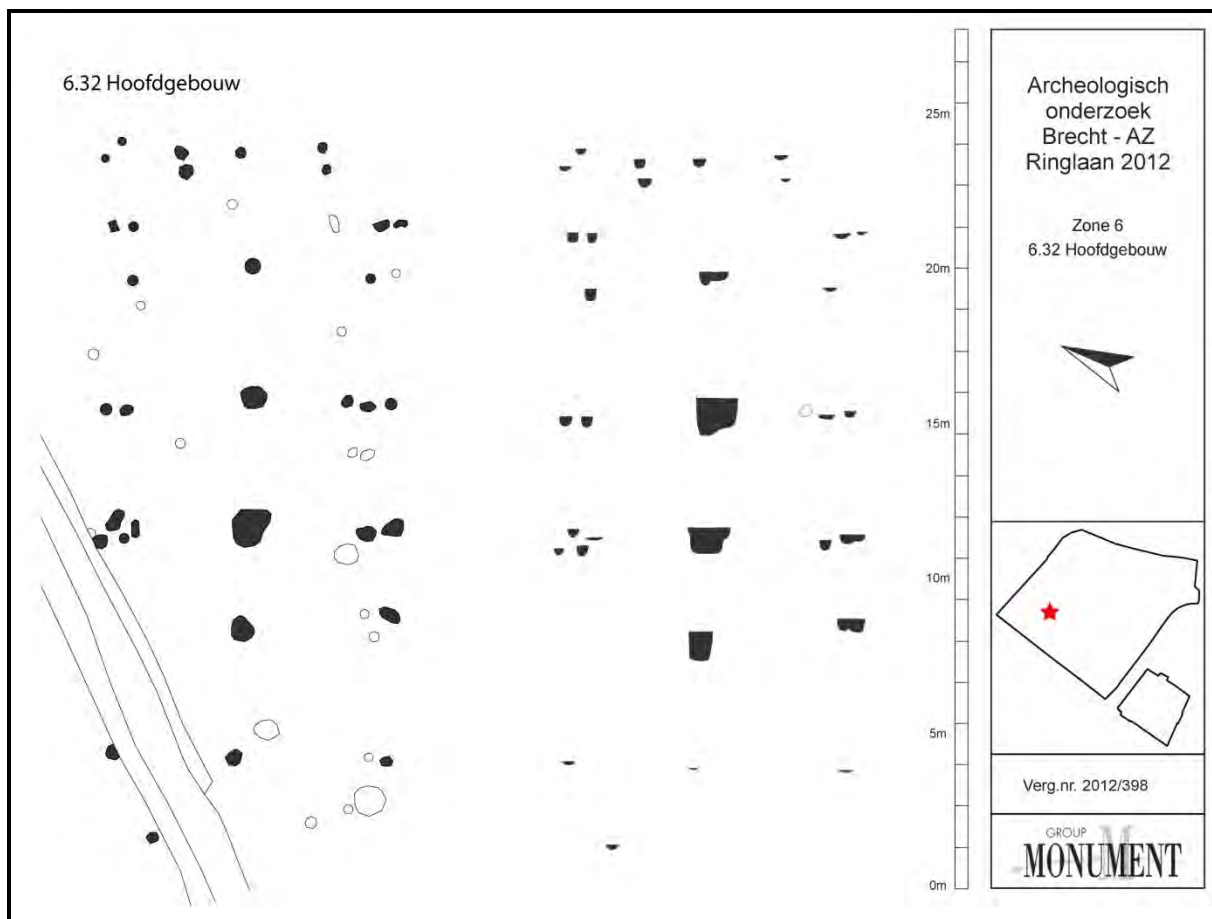 6.32 Hoofdgebouw
25m
20m
15m
10m
5m
0m
Archeologisch
onderzoek
Brecht - AZ
Ringlaan 2012
Zone 6
6.32 Hoofdgebouw
Verg.nr. 2012/398
GROUP
M
MONUMENT